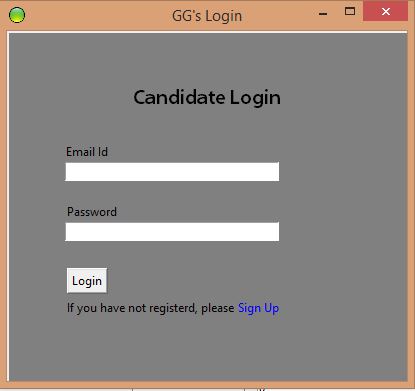 GG's Login
Candidate Login
Email Id
Password
Login
If you have not registerd, please Sign Up